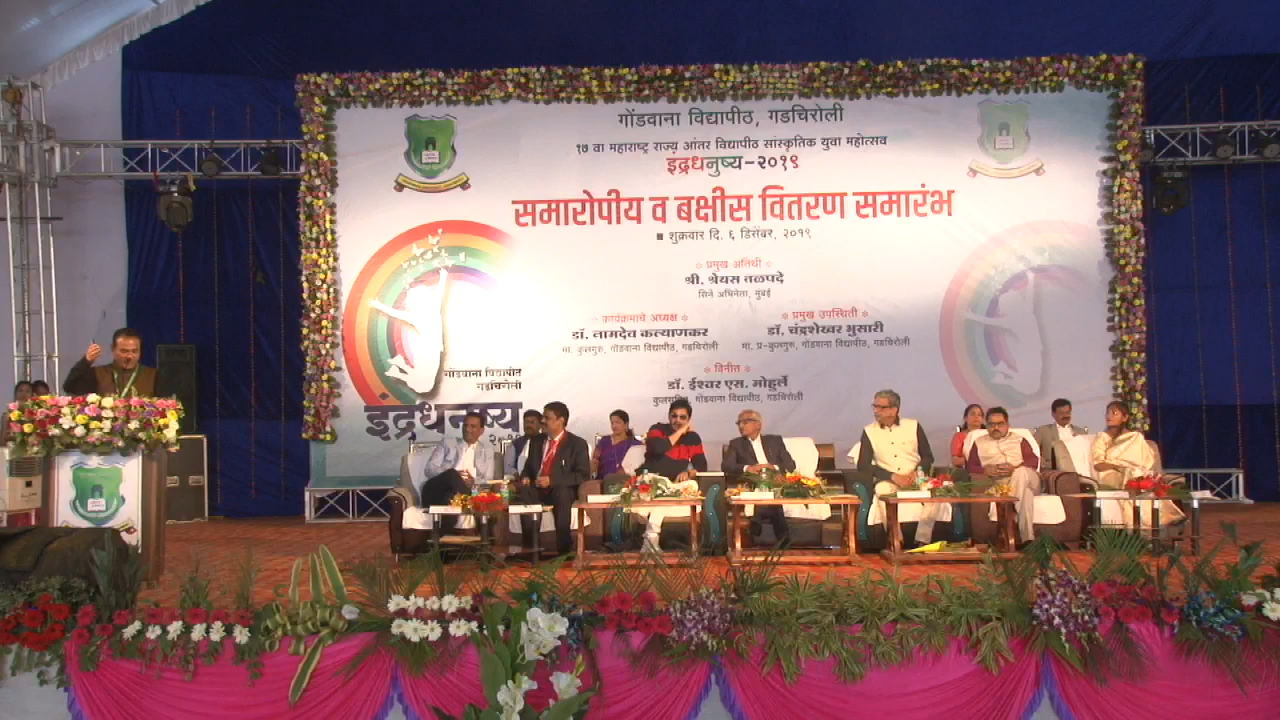 गोंडवाना विद्यापीठ, गडचिरोली
१७ वा महाराष्ट्र राज्य आंतर विद्यापीठ सांस्कृतिक युवा महोत्सव
इंद्रधनुष्य-२०१९
समारोपीय व बक्षीस वितरण समारंभ
शुक्रवार दि. ६ डिसेंबर, २०१९
प्रमुख अतिथी
श्री. श्रेयस तळपदे
सिने अभिनेता, मुंबई
कार्यक्रमाचे अध्यक्ष
डॉ. नामदेव कल्याणकर
मा. कुलगुरु, गोंडवाना विद्यापीठ, गडचिरोली
प्रमुख उपस्थिती
डॉ. चंद्रशेखर भुसारी
मा. प्र-कुलगुरु, गोंडवाना विद्यापीठ, गडचिरोली
विनीत
डॉ. ईश्वर एस. मोहुर्ले
कुलसचिव, गोंडवाना विद्यापीठ, गडचिरोली
गोंडवाना विद्यापीठ
गडचिरोली
इंद्रधनुष्य